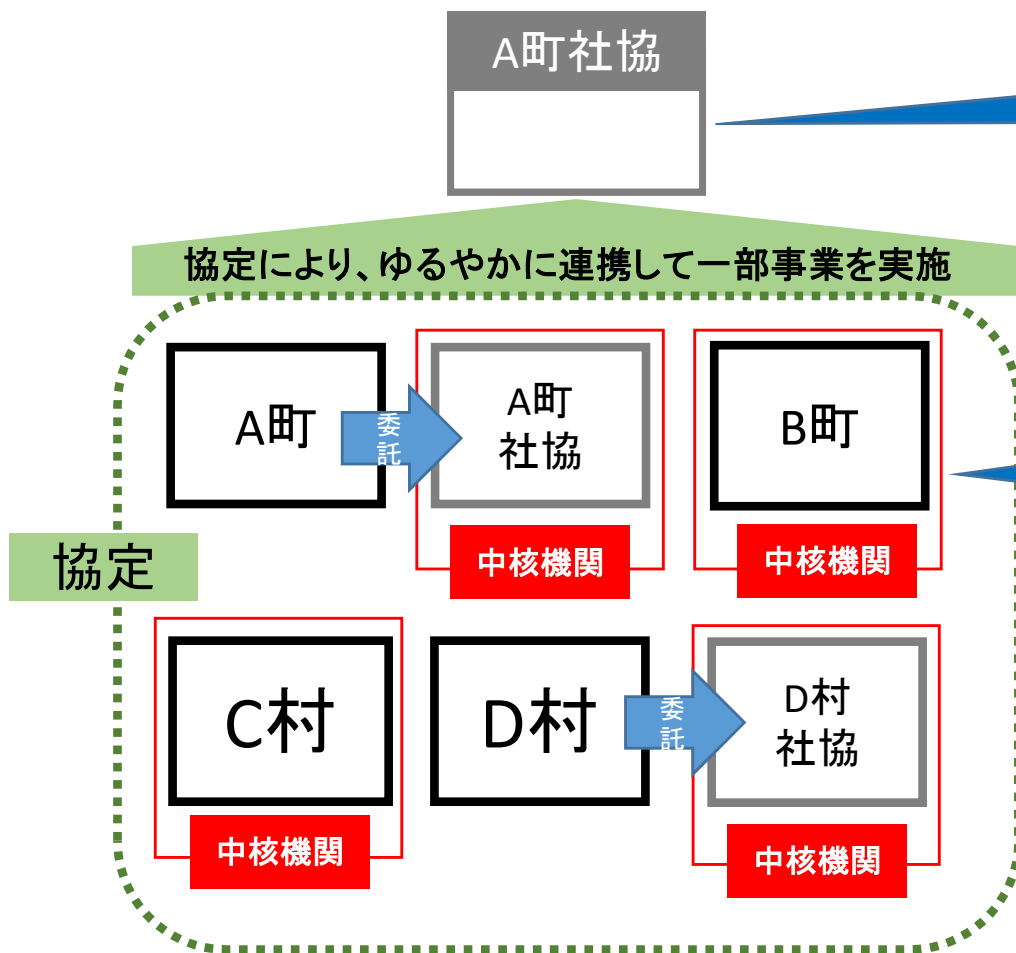 A町社協
協定により、ゆるやかに連携して一部事業を実施
A町
委
託
A町
社協
B町
中核機関
中核機関
協定
C村
D村
委
託
D村
社協
中核機関
中核機関